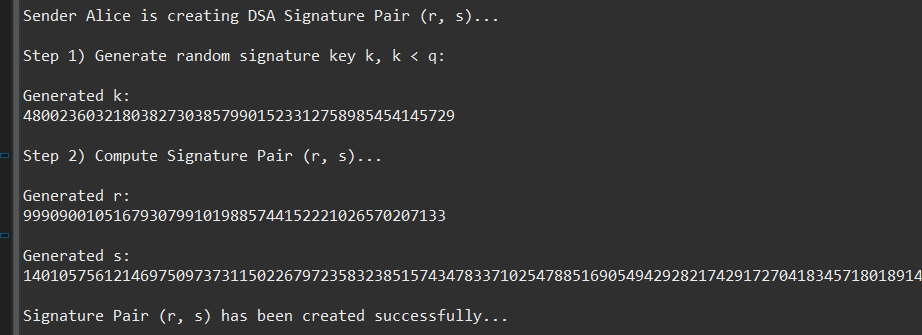 Sender Alice is creating DSA Signature Pair (r, s)...
Step 1) Generate random signature key k, k < q:
Generated k:
480023603218038273038579901523312758985454145729
Step 2) Compute Signature Pair (r, s)...
Generated r:
99909001051679307991019885744152221026570207133
Generated s:
1401057561214697509737311502267972358323851574347833710254788516905494292821742917270418345718018914
Signature Pair (r, s) has been created successfully...